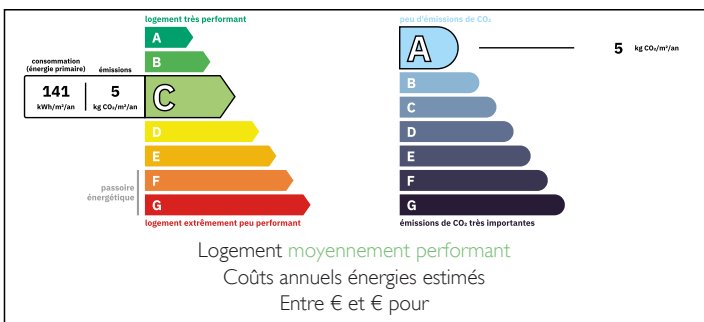 logement très performant
A
B
consommation
(énergie primaire)
émissions
141
kWh/m²/an
5
kg CO₂/m²/an
C
D
E
F
G
passoire
énergétique
logement extrêmement peu performant
peu d'émissions de CO₂
A
5 kg CO₂/m²/an
B
C
D
E
F
G
émissions de CO₂ très importantes
Logement moyennement performant
Coûts annuels énergies estimés
Entre € et € pour